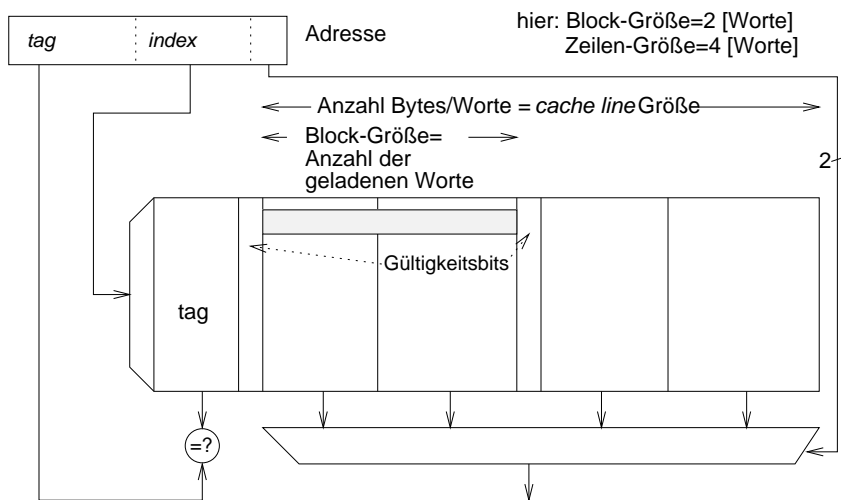 hier: Block-Größe=2 [Worte]
Zeilen-Größe=4 [Worte]
tag index Adresse
Anzahl Bytes/Worte = cache line Größe
Block-Größe=
Anzahl der
geladenen Worte
2
Gültigkeitsbits
tag
=?